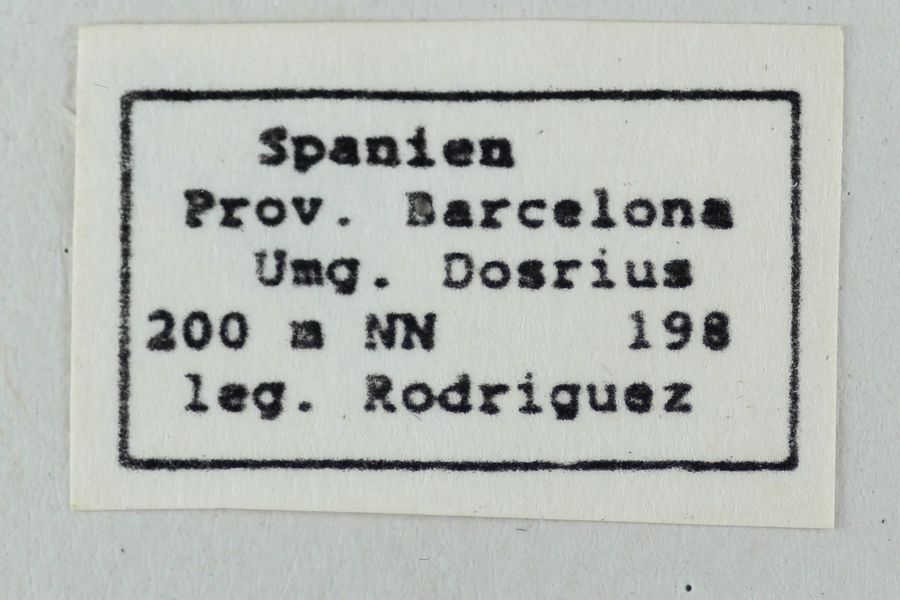 Spanien
Prov. Barcelona
Umg. Dosrius
200 m NN 198
leg. Rodriguez